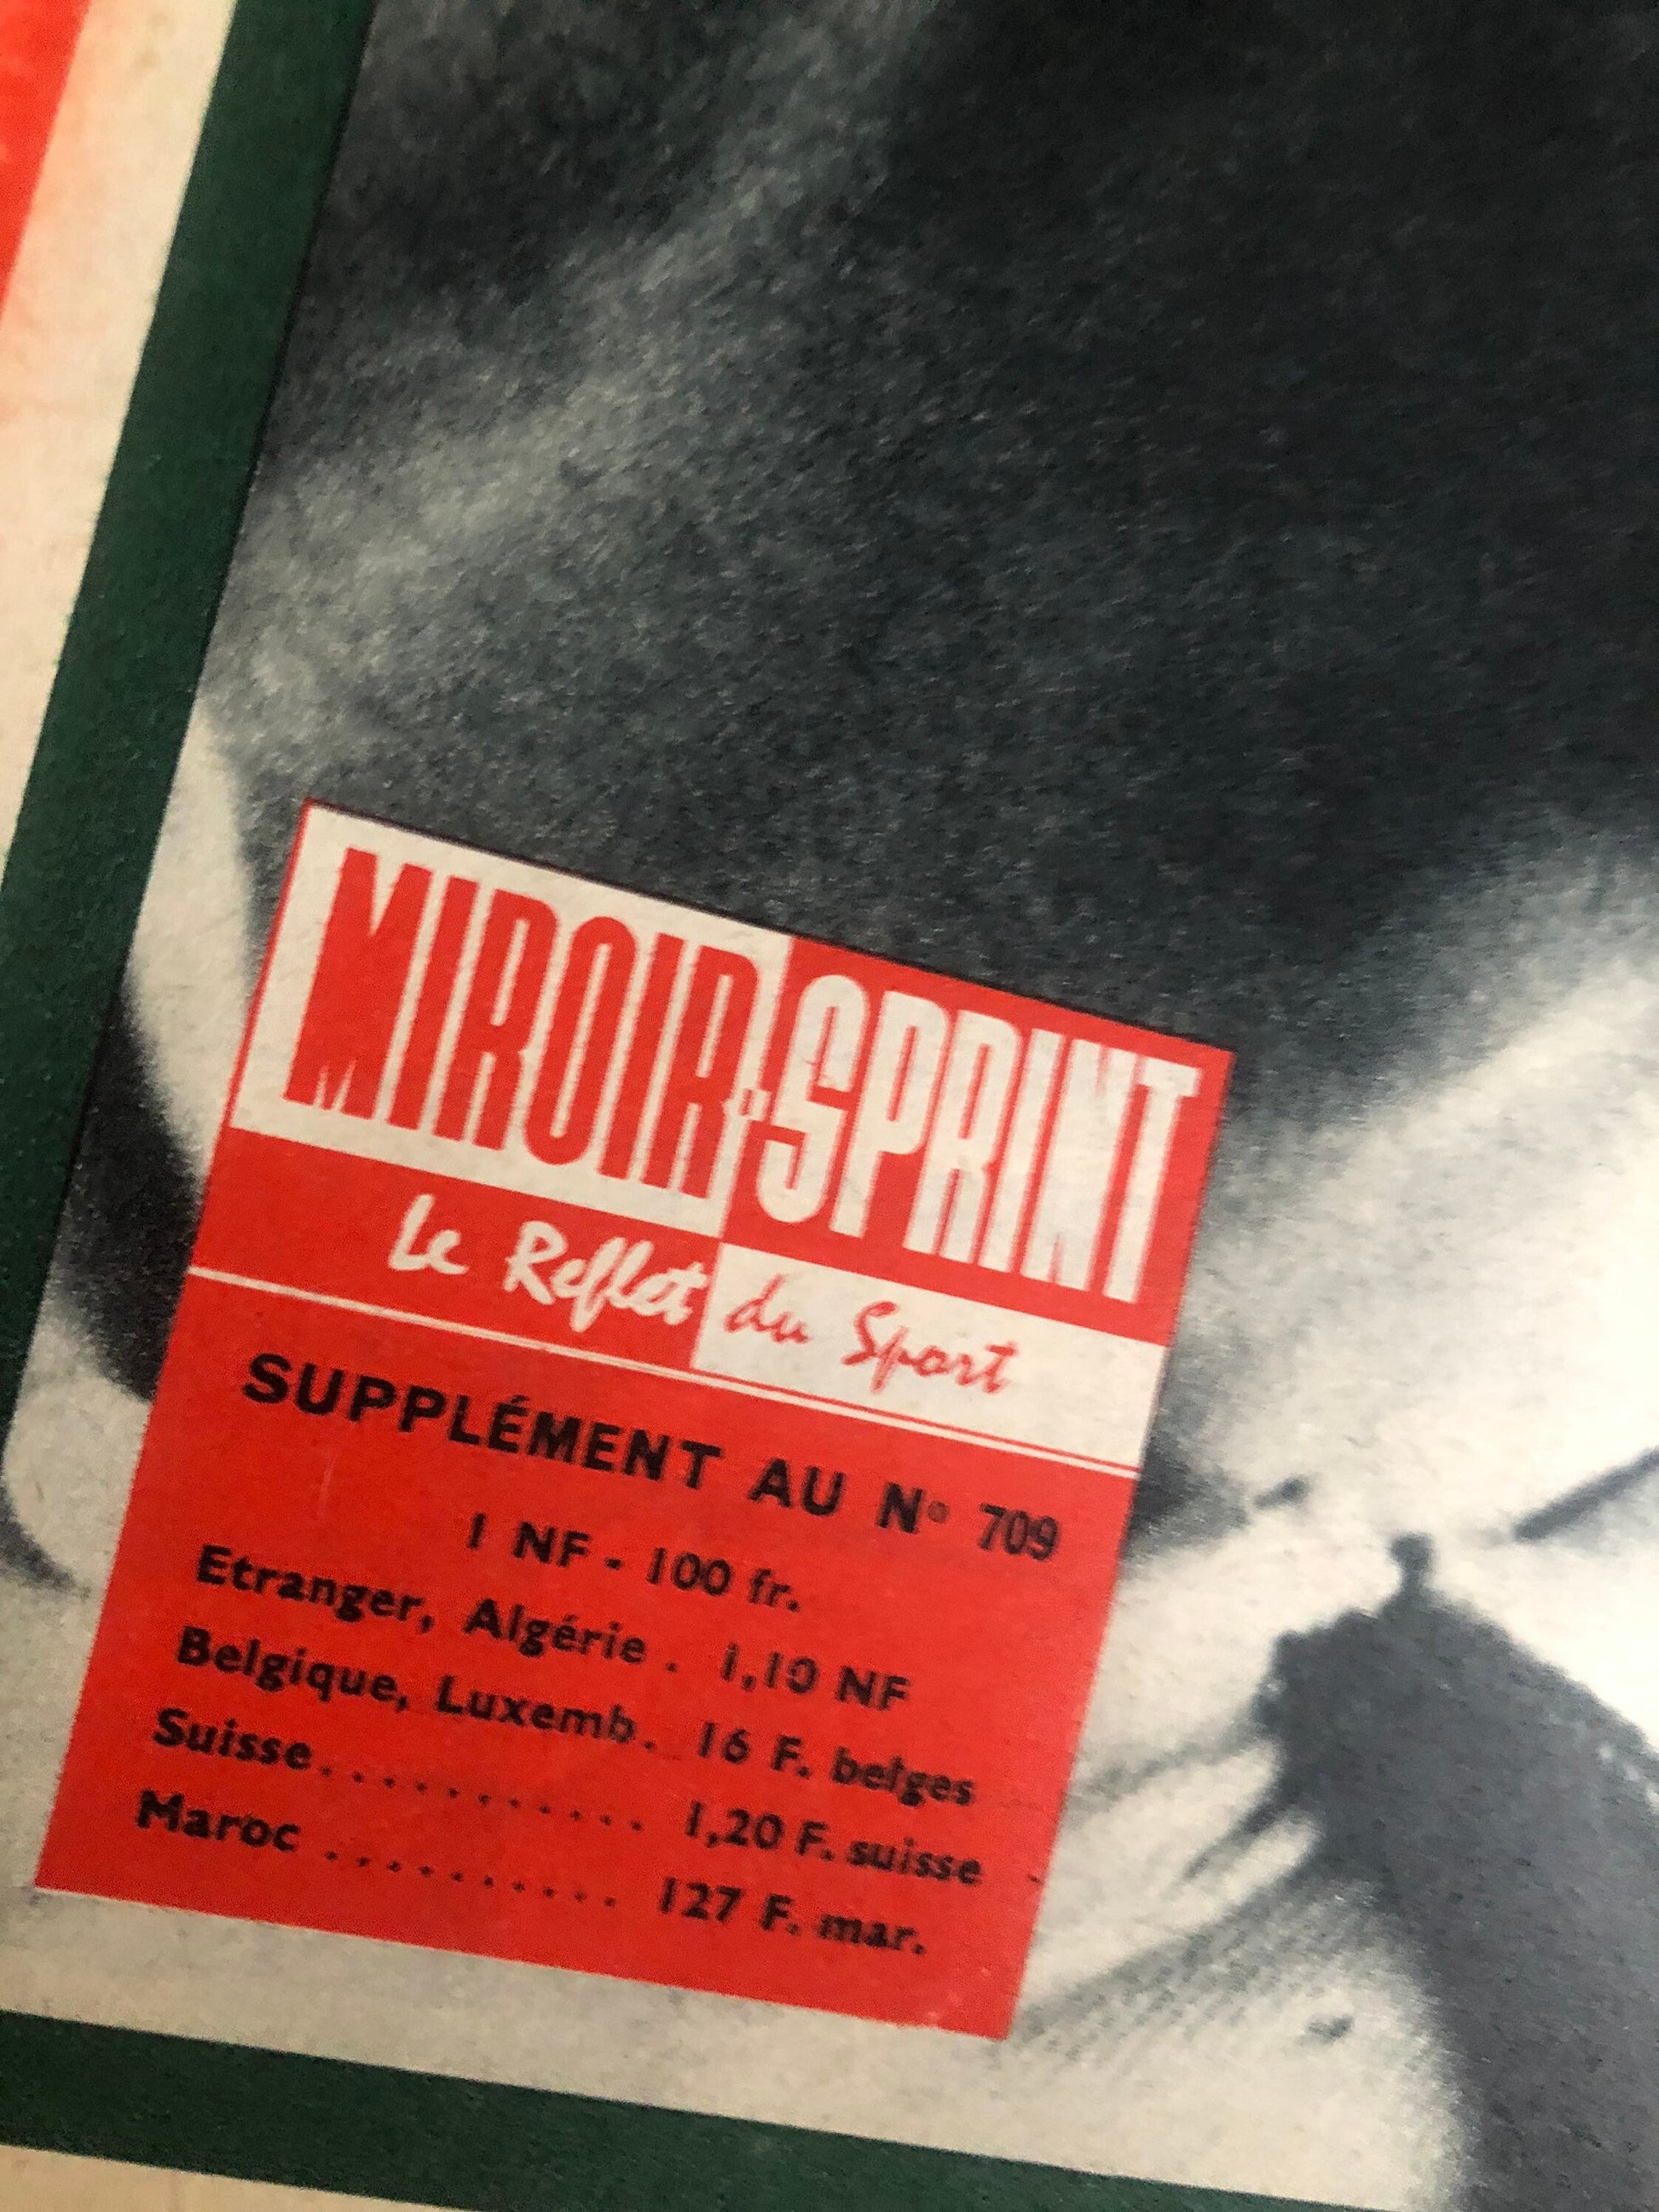 MIROIR-SPRINT
Le Reflet du Sport
SUPPLÉMENT AU N° 709
1 NF - 100 fr.
Etranger, Algérie . 1,10 NF
Belgique, Luxemb. 16 F. belges
Suisse............ 1,20 F. suisse
Maroc .......... 127 F. mar.